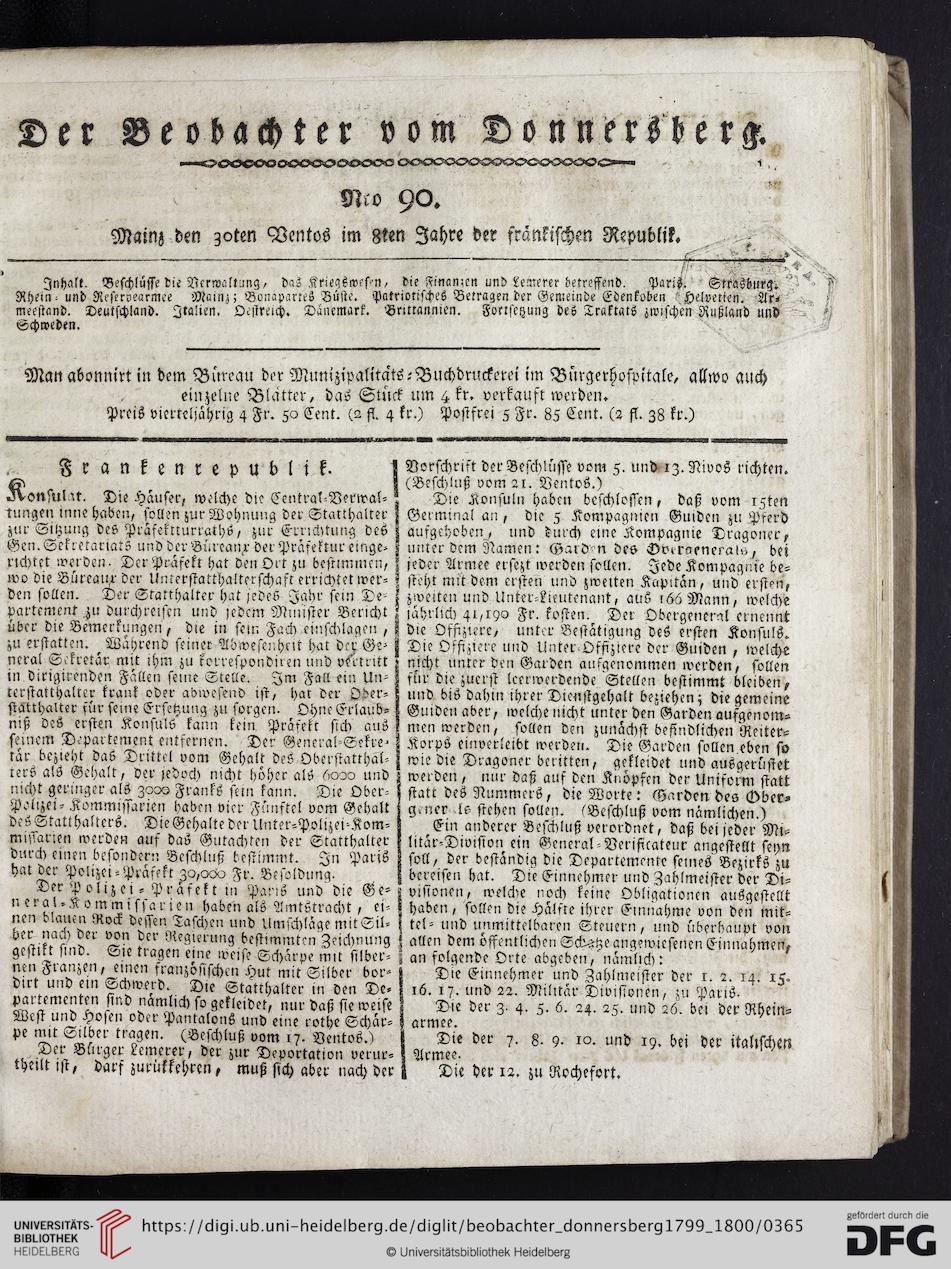 Der Beobachter vom Donnersberg.
Nro 90.
Mainz den 30ten Ventos im 8ten Jahre der fränkischen Republik.
Inhalt. Beschlüsse die Verwaltung, das Kriegswesen, die Finanzen und Lemerer betreffend. Paris. Strasburg.
Rhein- und Reservearmee Mainz; Bonapartes Büste. Patriotisches Betragen der Gemeinde Edenkoben Helvetien. Ar-
meestand. Deutschland. Italien. Oestreich. Dänemark. Brittannien. Fortsetzung des Traktats zwischen Rußland und
Schweden.
Man abonnirt in dem Büreau der Munizipalitäts-Buchdruckerei im Bürgerhospitale, allwo auch
einzelne Blätter, das Stück um 4 kr. verkauft werden.
Preis vierteljährig 4 Fr. 50 Cent. (2 fl. 4 kr.) Postfrei 5 Fr. 85 Cent. (2 fl. 38 kr.)
Frankenrepublik.
Konsulat. Die Häuser, welche die Central-Verwal-
tungen inne haben, sollen zur Wohnung der Statthalter
zur Sitzung des Präfektturraths, zur Errichtung des
Gen. Sekretariats und der Büreanx der Präfektur einge-
richtet werden. Der Präfekt hat den Ort zu bestimmen,
wo die Büreaux der Unterstatthalterschaft errichtet wer-
den sollen. Der Statthalter hat jedes Jahr sein De-
partement zu durchreisen und jedem Minister Bericht
über die Bemerkungen, die in sein Fach einschlagen,
zu erstatten. Während seiner Abwesenheit hat der Ge-
neral Sekretär mit ihm zu korrespondiren und vertritt
in dirigirenden Fällen seine Stelle. Im Fall ein Un-
terstatthalter krank oder abwesend ist, hat der Ober-
statthalter für seine Ersetzung zu sorgen. Ohne Erlaub-
niß des ersten Konsuls kann kein Präfekt sich aus
seinem Departement entfernen. Der General-Sekre-
tär bezieht das Drittel vom Gehalt des Oberstatthal-
ters als Gehalt, der jedoch nicht höher als 6000 und
nicht geringer als 3000 Franks sein kann. Die Ober-
Polizei-Kommissarien haben vier Fünftel vom Gehalt
des Statthalters. Die Gehalte der Unter-Polizei-Kom-
missarien werden auf das Gutachten der Statthalter
durch einen besondern Beschluß bestimmt. In Paris
hat der Polizei-Präfekt 30,000 Fr. Besoldung.
Der Polizei-Präfekt in Paris und die Ge-
neral-Kommissarien haben als Amtstracht, ei-
nen blauen Rock dessen Taschen und Umschläge mit Sil-
ber nach der von der Regierung bestimmten Zeichnung
gestikt sind. Sie tragen eine weise Schärpe mit silber-
nen Franzen, einen französischen Hut mit Silber bor-
dirt und ein Schwerd. Die Statthalter in den De-
partementen sind nämlich so gekleidet, nur daß sie weise
West und Hosen oder Pantalons und eine rothe Schär-
pe mit Silber tragen. (Beschluß vom 17. Ventos.)
Der Bürger Lemerer, der zur Deportation verur-
theilt ist, darf zurükkehren, muß sich aber nach der
Vorschrift der Beschlüsse vom 5. und 13. Nivos richten.
(Beschluß vom 21. Ventos.)
Die Konsuln haben beschlossen, daß vom 15ten
Germinal an, die 5 Kompagnien Guiden zu Pferd
aufgehoben, und durch eine Kompagnie Dragoner,
unter dem Namen: Garden des Obergenerals, bei
jeder Armee ersezt werden sollen. Jede Kompagnie be-
steht mit dem ersten und zweiten Kapitän, und ersten,
zweiten und Unter-Lieutenant, aus 166 Mann, welche
jährlich 41,190 Fr. kosten. Der Obergeneral ernennt
die Offiziere, unter Bestätigung des ersten Konsuls.
Die Offiziere und Unter-Offiziere der Guiden, welche
nicht unter den Garden aufgenommen werden, sollen
für die zuerst leerwerdende Stellen bestimmt bleiben,
und bis dahin ihrer Dienstgehalt beziehen; die gemeine
Guiden aber, welche nicht unter den Garden aufgenom-
men werden, sollen den zunächst befindlichen Reiter-
Korps einverleibt werden. Die Garden sollen eben so
wie die Dragoner beritten, gekleidet und ausgerüstet
werden, nur daß auf den Knöpfen der Uniform statt
statt des Nummers, die Worte: Garden des Ober-
generals stehen sollen. (Beschluß vom nämlichen.)
Ein anderer Beschluß verordnet, daß bei jeder Mi-
litär-Division ein General-Verificateur angestellt seyn
soll, der beständig die Departemente seines Bezirks zu
bereisen hat. Die Einnehmer und Zahlmeister der Di-
visionen, welche noch keine Obligationen ausgestellt
haben, sollen die Hälfte ihrer Einnahme von den mit-
tel- und unmittelbaren Steuern, und überhaupt von
allen dem öffentlichen Schatze angewiesenen Einnahmen,
an folgende Orte abgeben, nämlich:
Die Einnehmer und Zahlmeister der 1. 2. 14. 15.
16. 17. und 22. Militär Divisionen, zu Paris.
Die der 3. 4. 5. 6. 24. 25. und 26. bei der Rhein-
armee.
Die der 7. 8. 9. 10. und 19. bei der italischen
Armee.
Die der 12. zu Rochefort.
UNIVERSITÄTS-
BIBLIOTHEK
HEIDELBERG
https://digi.ub.uni-heidelberg.de/diglit/beobachter_donnersberg1799_1800/0365
© Universitätsbibliothek Heidelberg
gefördert durch die
DFG